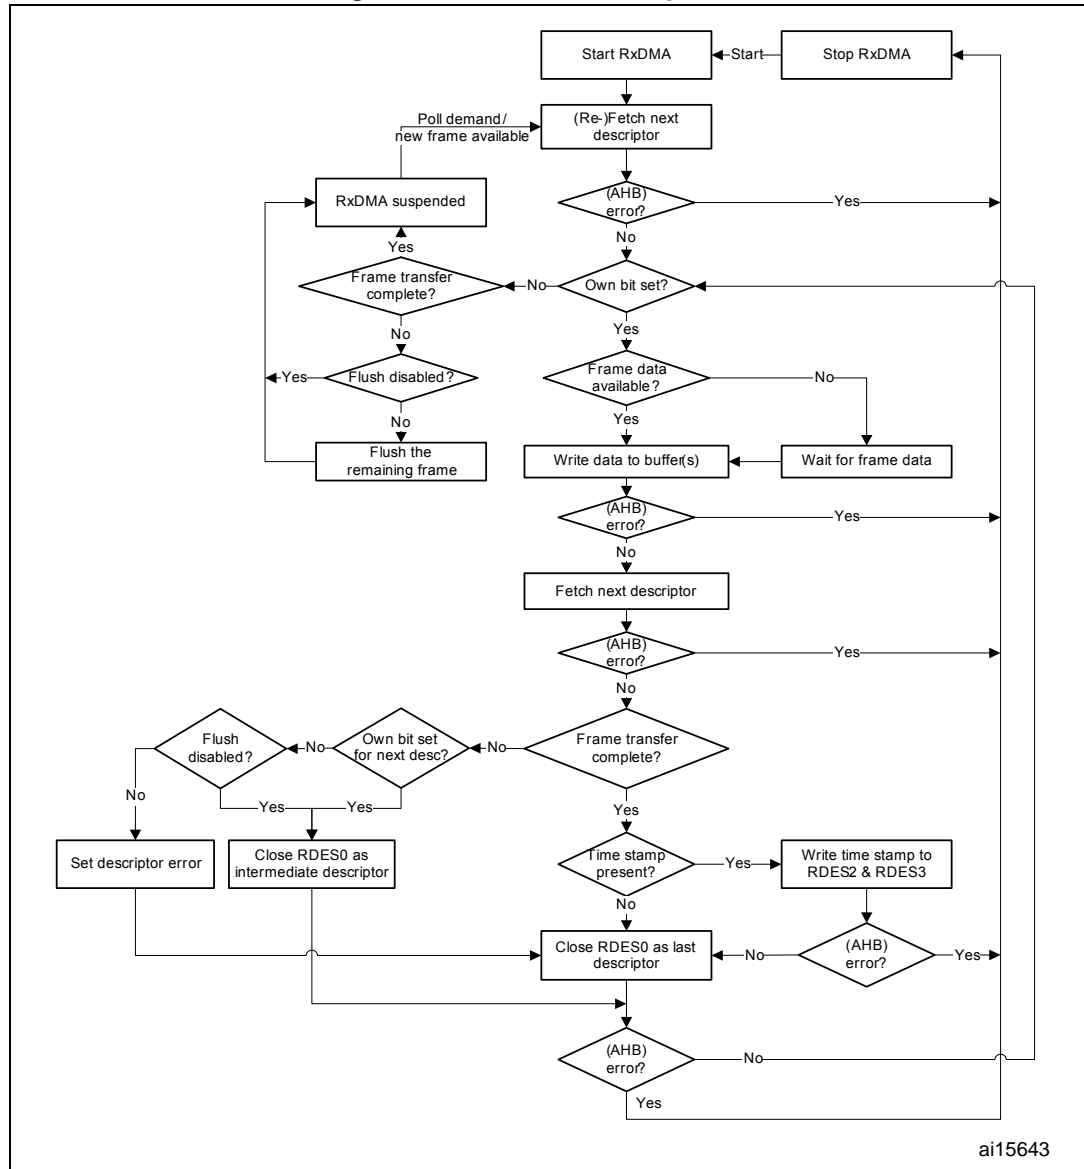 Start RxDMA
Start
Stop RxDMA
Poll demand/
new frame available
(Re-)Fetch next
descriptor
RxDMA suspended
(AHB)
error?
Yes
No
Yes
Frame transfer
complete?
No
Own bit set?
No
Yes
Yes
Flush disabled?
Frame data
available?
No
No
Yes
Flush the
remaining frame
Write data to buffer(s)
Wait for frame data
(AHB)
error?
Yes
No
Fetch next descriptor
(AHB)
error?
Yes
No
Flush
disabled?
No
Own bit set
for next desc?
No
Frame transfer
complete?
No
Yes
Yes
Yes
Set descriptor error
Close RDES0 as
intermediate descriptor
Time stamp
present?
Yes
Write time stamp to
RDES2 & RDES3
No
Close RDES0 as last
descriptor
No
(AHB)
error?
Yes
(AHB)
error?
No
Yes
ai15643